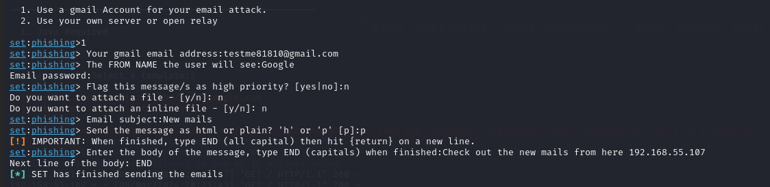 1. Use a gmail Account for your email attack.
2. Use your own server or open relay
set:phishing>1
set:phishing> Your gmail email address:testme81810@gmail.com
set:phishing> The FROM NAME the user will see:Google
Email password:
set:phishing> Flag this message/s as high priority? [yes|no]:n
Do you want to attach a file - [y/n]: n
Do you want to attach an inline file - [y/n]: n
set:phishing> Email subject:New mails
set:phishing> Send the message as html or plain? 'h' or 'p' [p]:p
[!] IMPORTANT: When finished, type END (all capital) then hit {return} on a new line.
set:phishing> Enter the body of the message, type END (capitals) when finished:Check out the new mails from here 192.168.55.107
Next line of the body: END
[*] SET has finished sending the emails